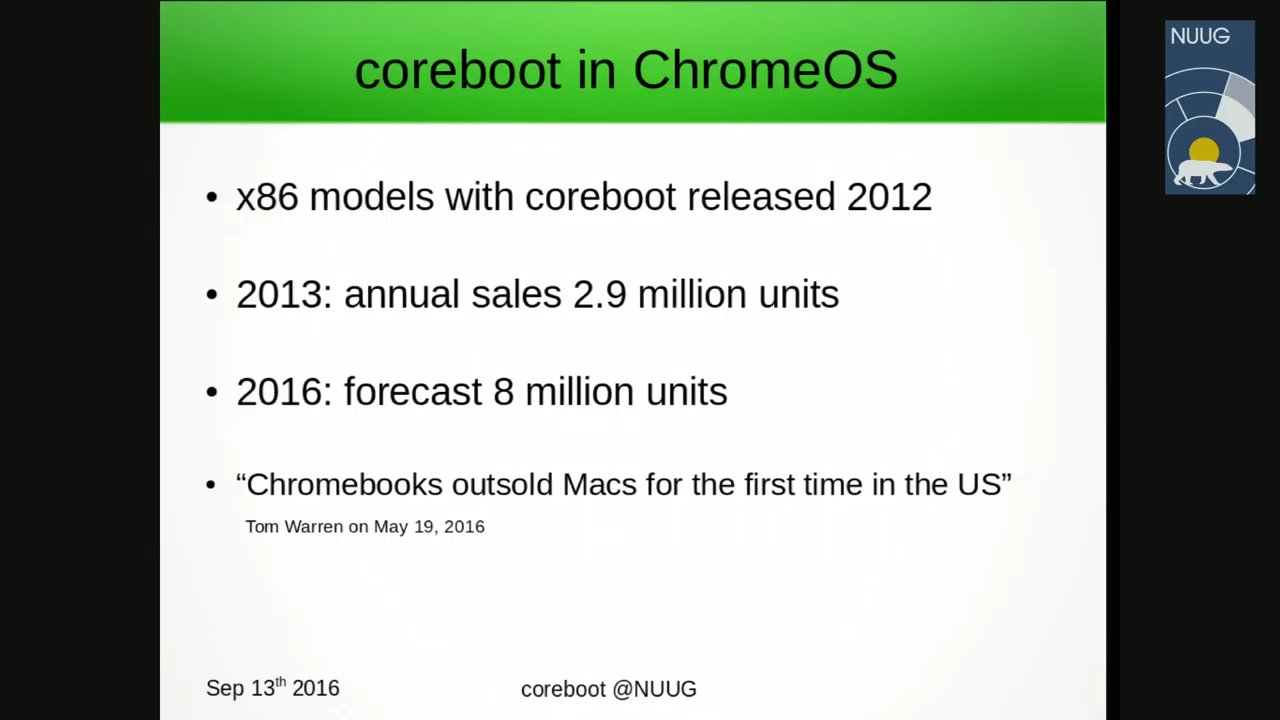 coreboot in ChromeOS
NUUG
• x86 models with coreboot released 2012
• 2013: annual sales 2.9 million units
• 2016: forecast 8 million units
• “Chromebooks outsold Macs for the first time in the US”
Tom Warren on May 19, 2016
Sep 13th 2016
coreboot @NUUG